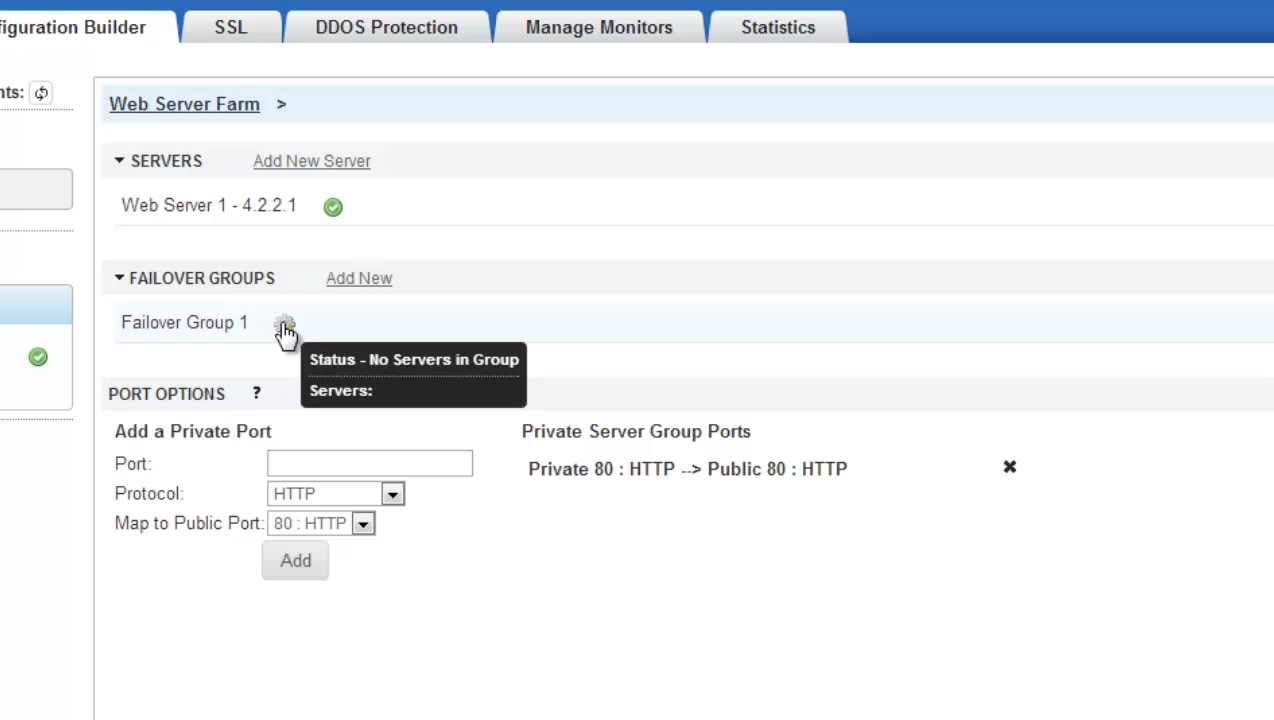 figuration Builder
SSL
DDOS Protection
Manage Monitors
Statistics
nts:
Web Server Farm >
SERVERS
Add New Server
Web Server 1 - 4.2.2.1
FAILOVER GROUPS
Add New
Failover Group 1
Status - No Servers in Group
Servers:
PORT OPTIONS ?
Add a Private Port
Private Server Group Ports
Port:
Private 80 : HTTP --> Public 80 : HTTP
Protocol: HTTP
Map to Public Port: 80 : HTTP
Add